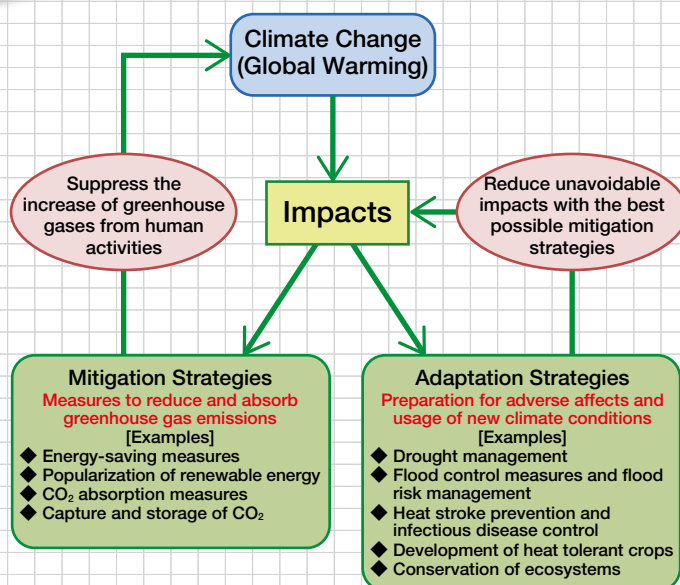 Climate Change
(Global Warming)
Suppress the
increase of greenhouse
gases from human
activities
Impacts
Reduce unavoidable
impacts with the best
possible mitigation
strategies
Mitigation Strategies
Measures to reduce and absorb
greenhouse gas emissions
[Examples]
◆ Energy-saving measures
◆ Popularization of renewable energy
◆ CO₂ absorption measures
◆ Capture and storage of CO₂
Adaptation Strategies
Preparation for adverse affects and
usage of new climate conditions
[Examples]
◆ Drought management
◆ Flood control measures and flood
risk management
◆ Heat stroke prevention and
infectious disease control
◆ Development of heat tolerant crops
◆ Conservation of ecosystems